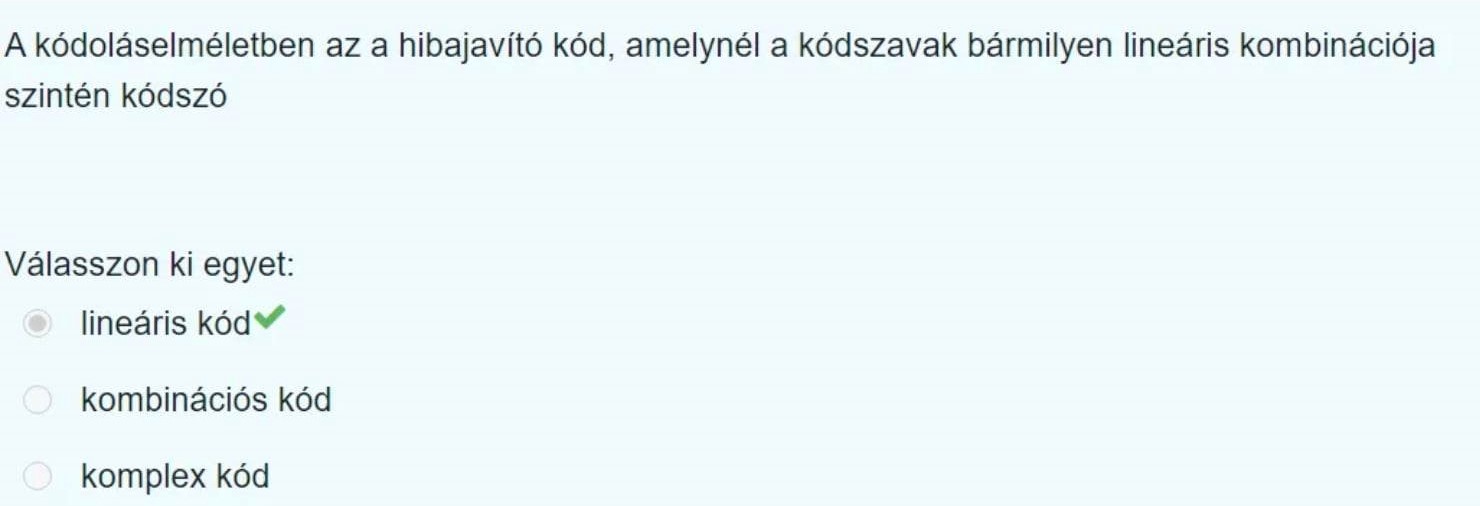 A kódoláselméletben az a hibajavító kód, amelynél a kódszavak bármilyen lineáris kombinációja
szintén kódszó
Válasszon ki egyet:
lineáris kód
kombinációs kód
komplex kód